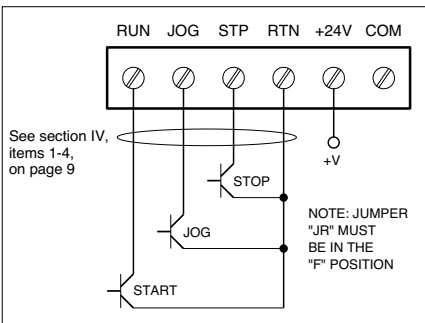 RUN JOG STP RTN +24V COM
See section IV,
items 1-4,
on page 9
+V
STOP
JOG
NOTE: JUMPER
"JR" MUST
BE IN THE
"F" POSITION
START